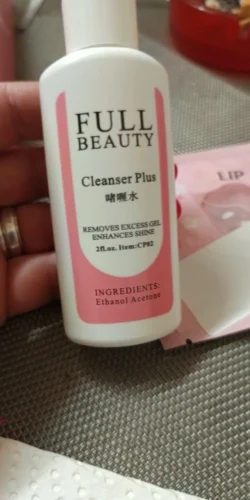 FULL
BEAUTY
Cleanser Plus
啫喱水
REMOVES EXCESS GEL
ENHANCES SHINE
2fl.oz. Item:CP02
INGREDIENTS:
Ethanol Acetone
LIP